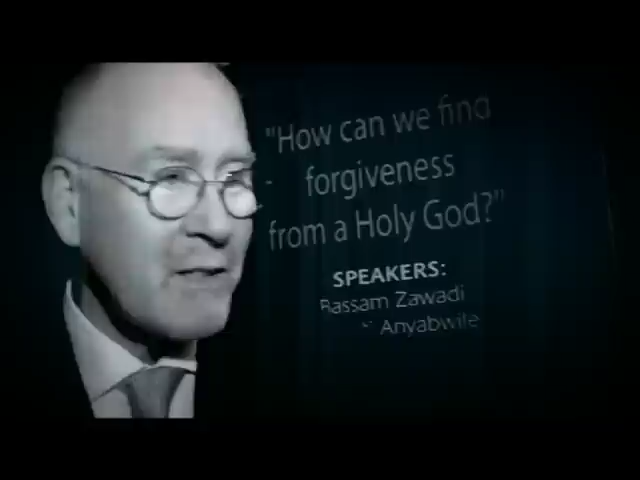 "How can we find
- forgiveness
from a Holy God?"
SPEAKERS:
Bassam Zawadi
Anyabwile